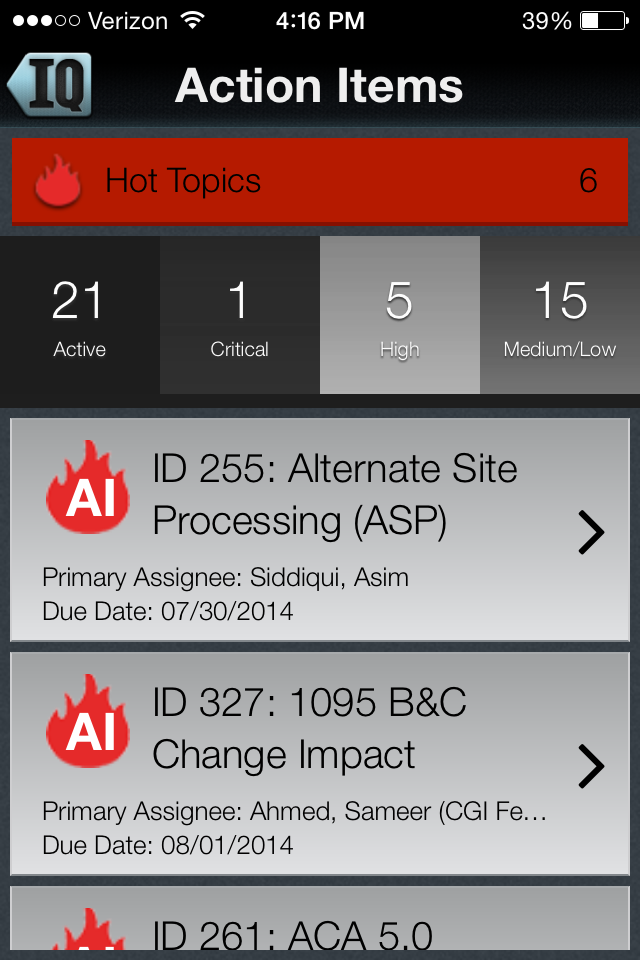 Verizon 4:16 PM 39%
IQ Action Items
Hot Topics 6
21 1 5 15
Active Critical High Medium/Low
AI ID 255: Alternate Site
Processing (ASP)
Primary Assignee: Siddiqui, Asim
Due Date: 07/30/2014
AI ID 327: 1095 B&C
Change Impact
Primary Assignee: Ahmed, Sameer (CGI Fe...
Due Date: 08/01/2014
AI ID 261: ACA 5.0